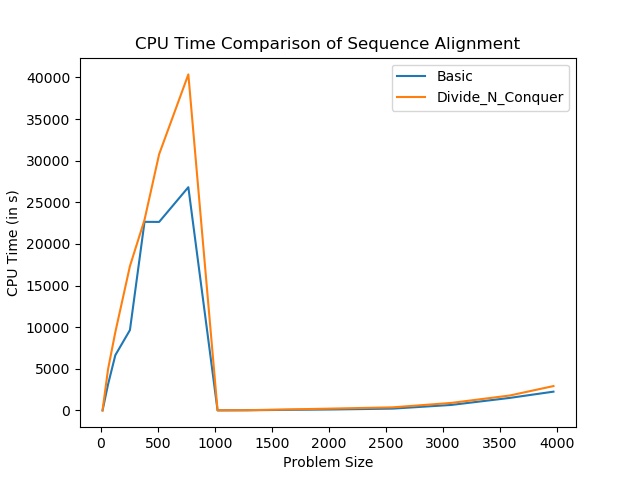 CPU Time Comparison of Sequence Alignment
Basic
Divide_N_Conquer
CPU Time (in s)
40000
35000
30000
25000
20000
15000
10000
5000
0
0 500 1000 1500 2000 2500 3000 3500 4000
Problem Size